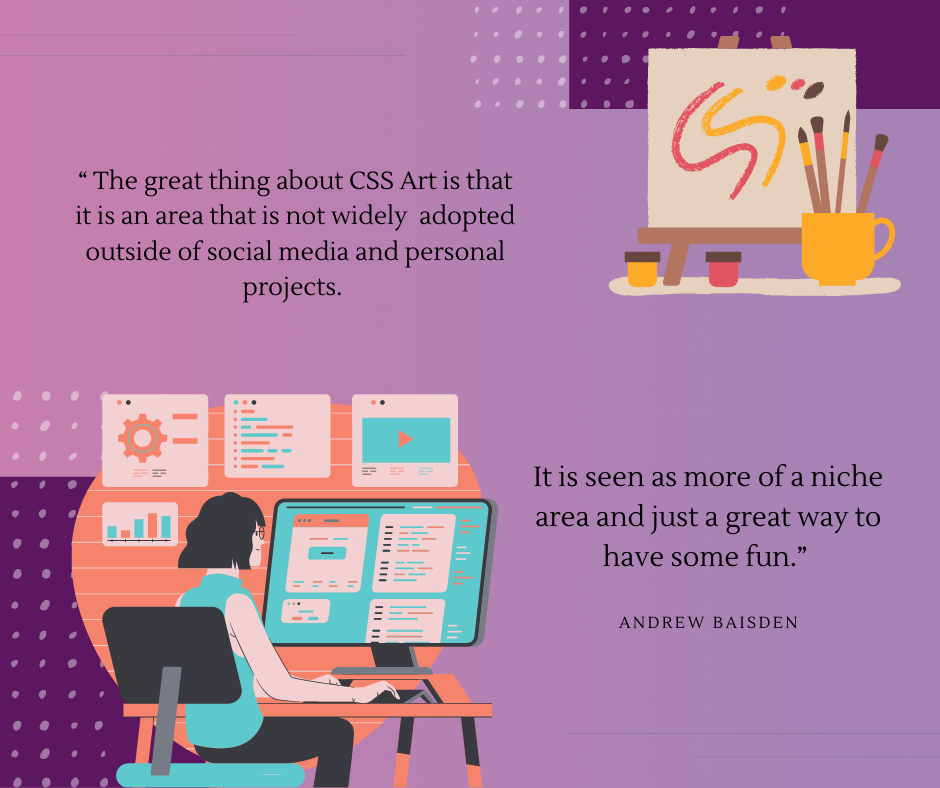 “ The great thing about CSS Art is that
it is an area that is not widely  adopted
outside of social media and personal
projects.
It is seen as more of a niche
area and just a great way to
have some fun.”
ANDREW BAISDEN